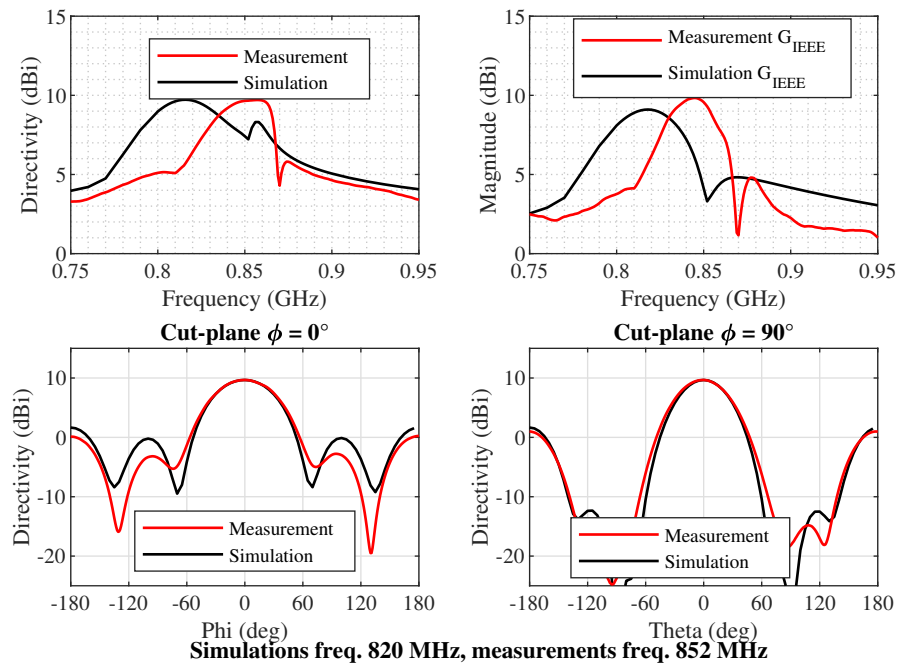 15
10
5
0
Directivity (dBi)
Measurement
Simulation
0.75 0.8 0.85 0.9 0.95
Frequency (GHz)
15
10
5
0
Magnitude (dBi)
Measurement G_IEEE
Simulation G_IEEE
0.75 0.8 0.85 0.9 0.95
Frequency (GHz)
Cut-plane ϕ = 0°
10
0
-10
-20
Directivity (dBi)
Measurement
Simulation
-180 -120 -60 0 60 120 180
Phi (deg)
Cut-plane ϕ = 90°
10
0
-10
-20
Directivity (dBi)
Measurement
Simulation
-180 -120 -60 0 60 120 180
Theta (deg)
Simulations freq. 820 MHz, measurements freq. 852 MHz